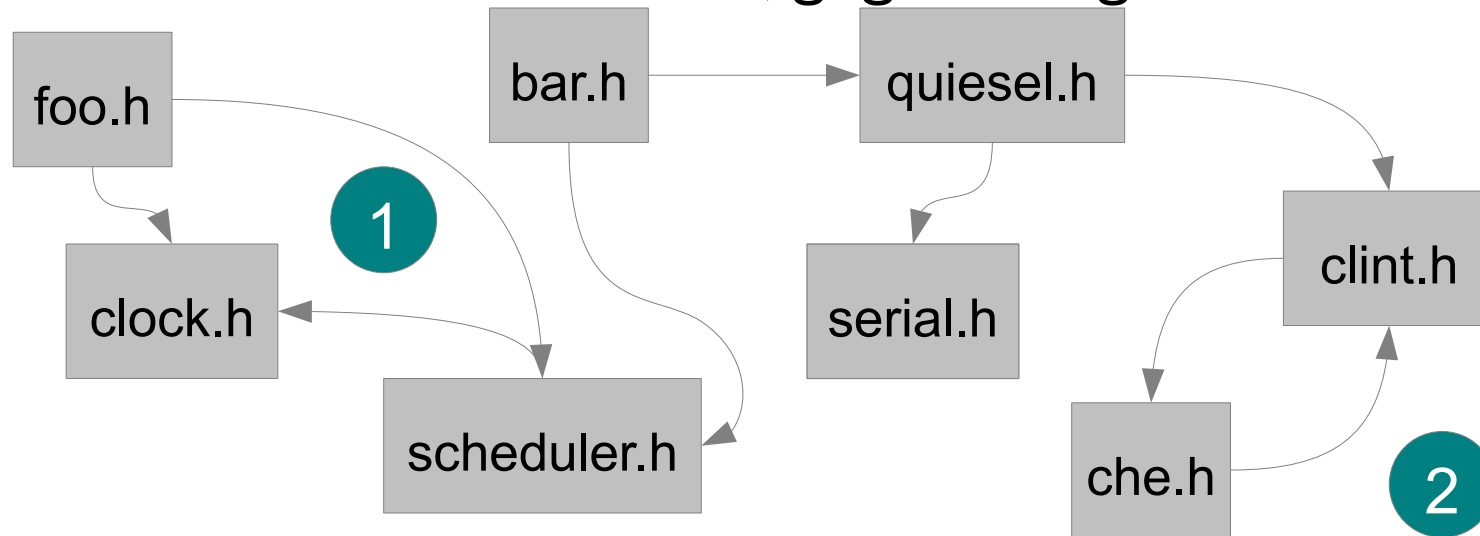 foo.h
bar.h
quiesel.h
1
clock.h
serial.h
clint.h
scheduler.h
che.h
2